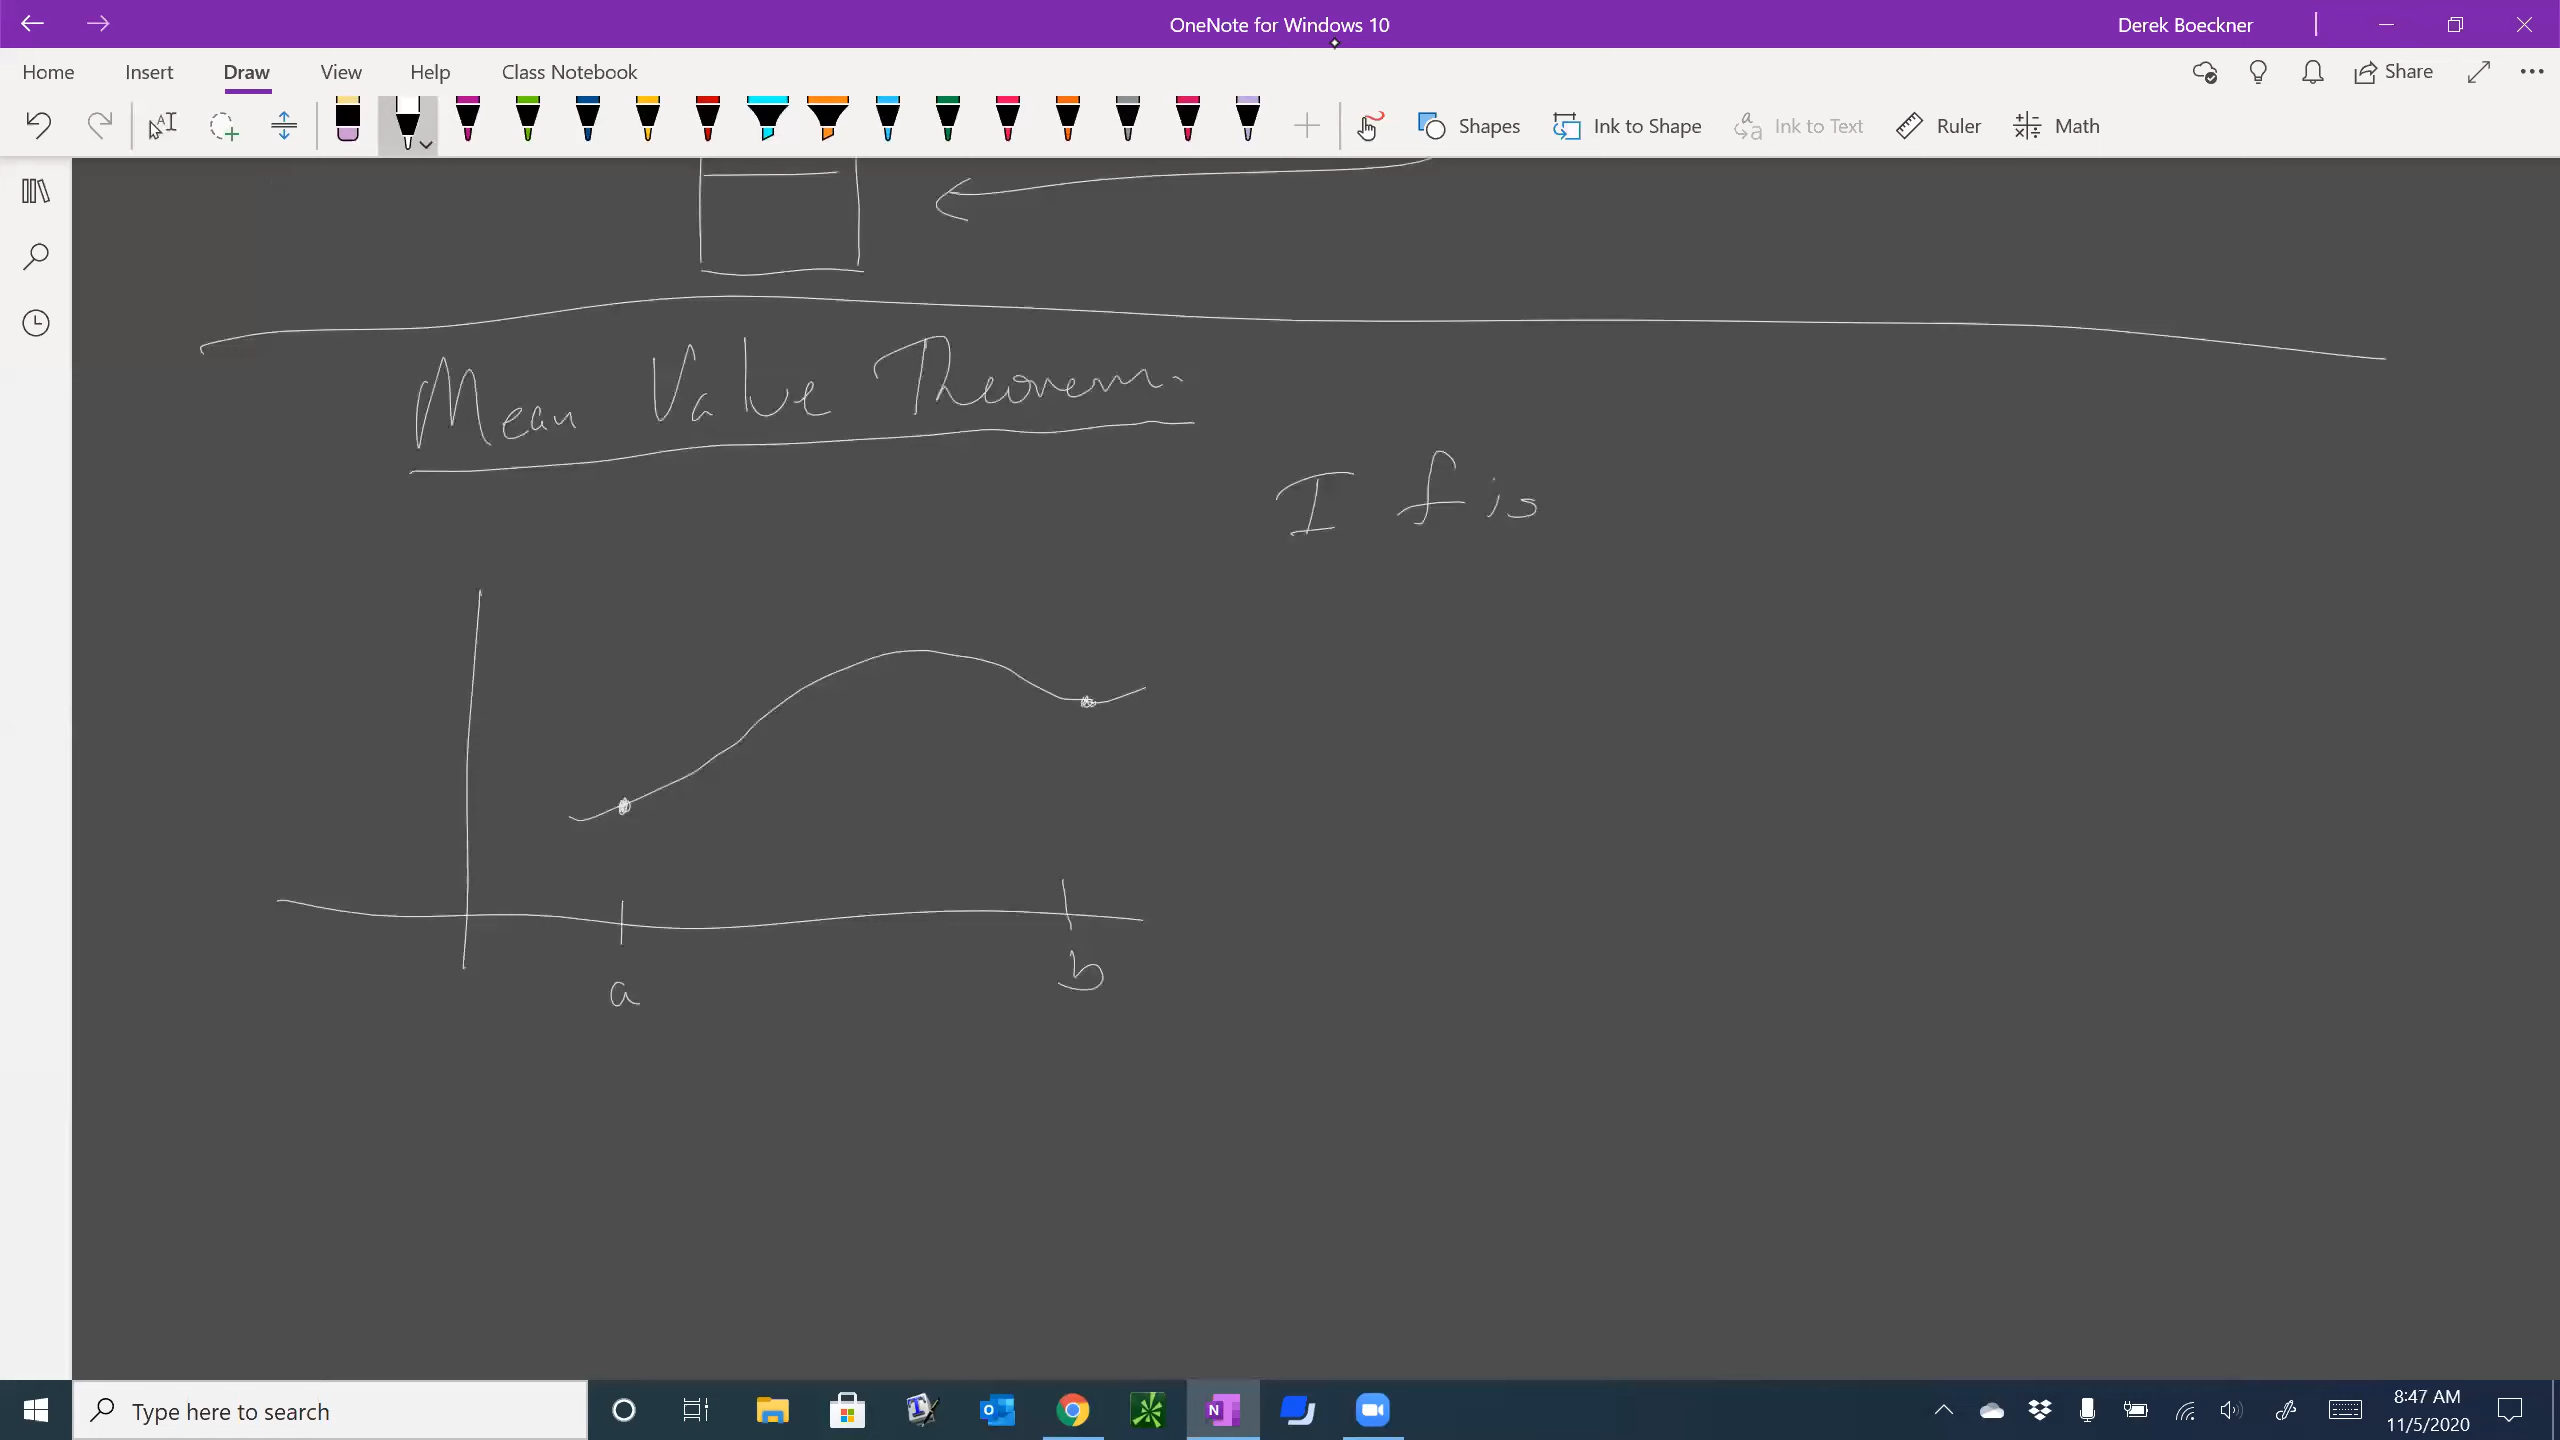 OneNote for Windows 10
Derek Boeckner
Home Insert Draw View Help Class Notebook
Share
Shapes Ink to Shape Ink to Text Ruler Math
Mean Value Theorem.
I f is
a
b
Type here to search
8:47 AM
11/5/2020